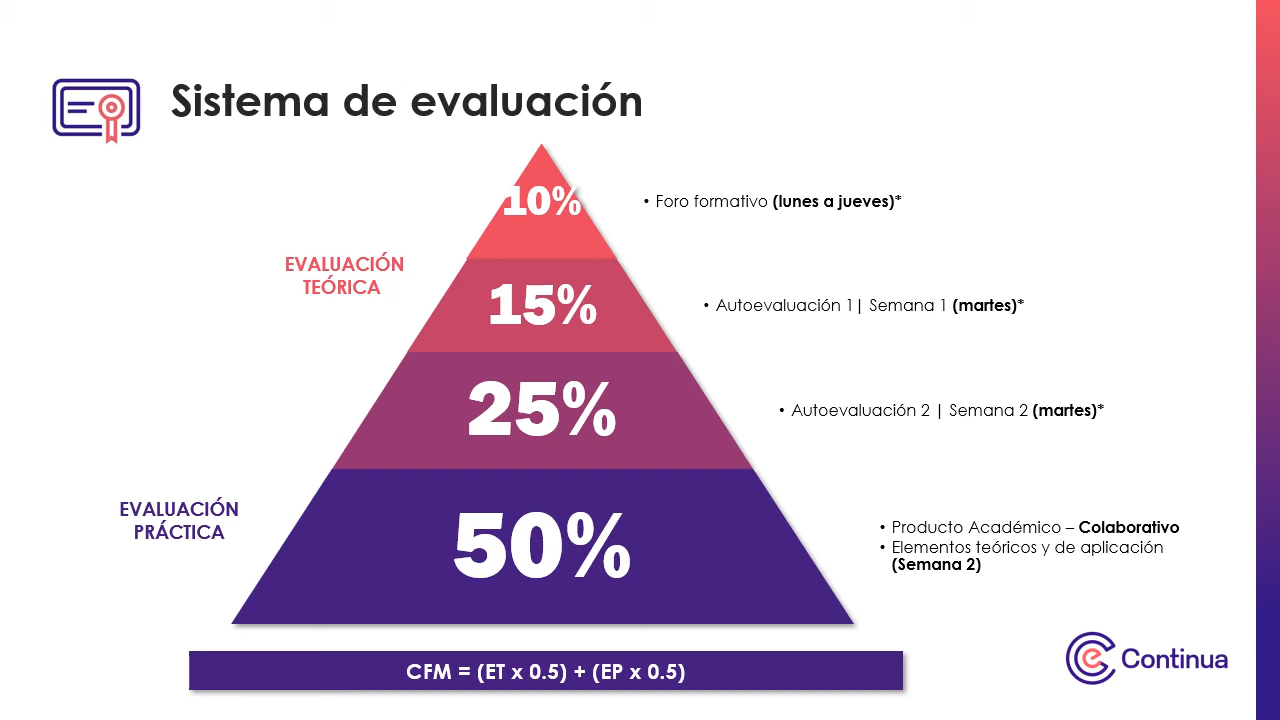 Sistema de evaluación
10%
• Foro formativo (lunes a jueves)*
EVALUACIÓN
TEÓRICA
15%
• Autoevaluación 1| Semana 1 (martes)*
25%
• Autoevaluación 2 | Semana 2 (martes)*
EVALUACIÓN
PRÁCTICA
50%
• Producto Académico – Colaborativo
• Elementos teóricos y de aplicación
(Semana 2)
CFM = (ET x 0.5) + (EP x 0.5)
Continua